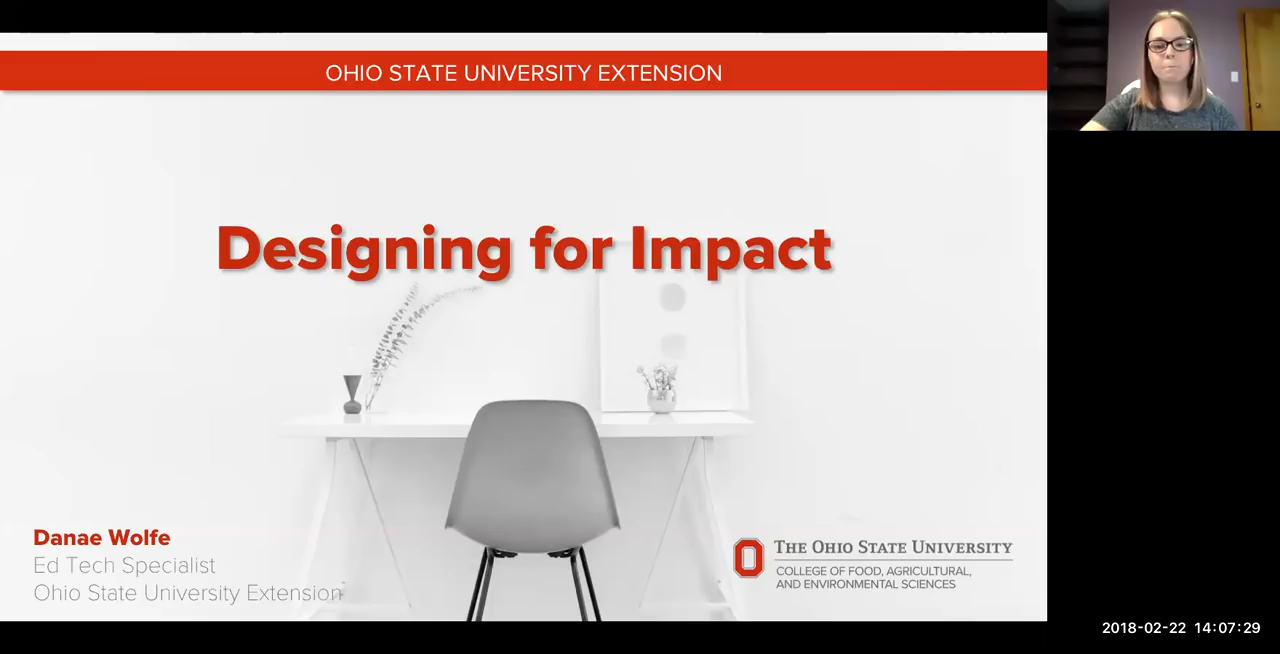 OHIO STATE UNIVERSITY EXTENSION
Designing for Impact
Danae Wolfe
Ed Tech Specialist
Ohio State University Extension
THE OHIO STATE UNIVERSITY
COLLEGE OF FOOD, AGRICULTURAL,
AND ENVIRONMENTAL SCIENCES
2018-02-22 14:07:29